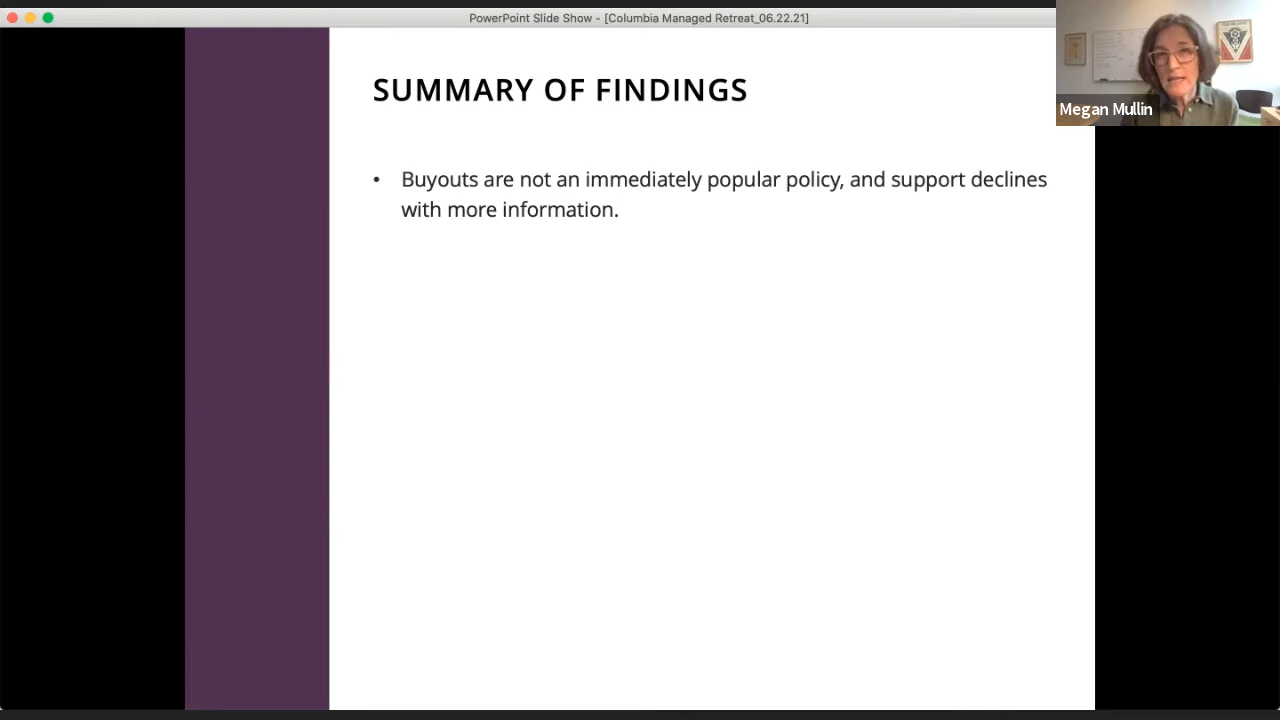 PowerPoint Slide Show - [Columbia Managed Retreat_06.22.21]
SUMMARY OF FINDINGS
• Buyouts are not an immediately popular policy, and support declines
with more information.
Megan Mullin